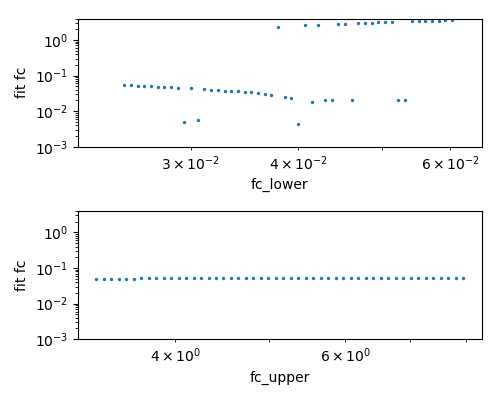 10⁰
10⁻¹
10⁻²
10⁻³
fit fc
3 × 10⁻² 4 × 10⁻² 6 × 10⁻²
fc_lower
10⁰
10⁻¹
10⁻²
10⁻³
fit fc
4 × 10⁰ 6 × 10⁰
fc_upper